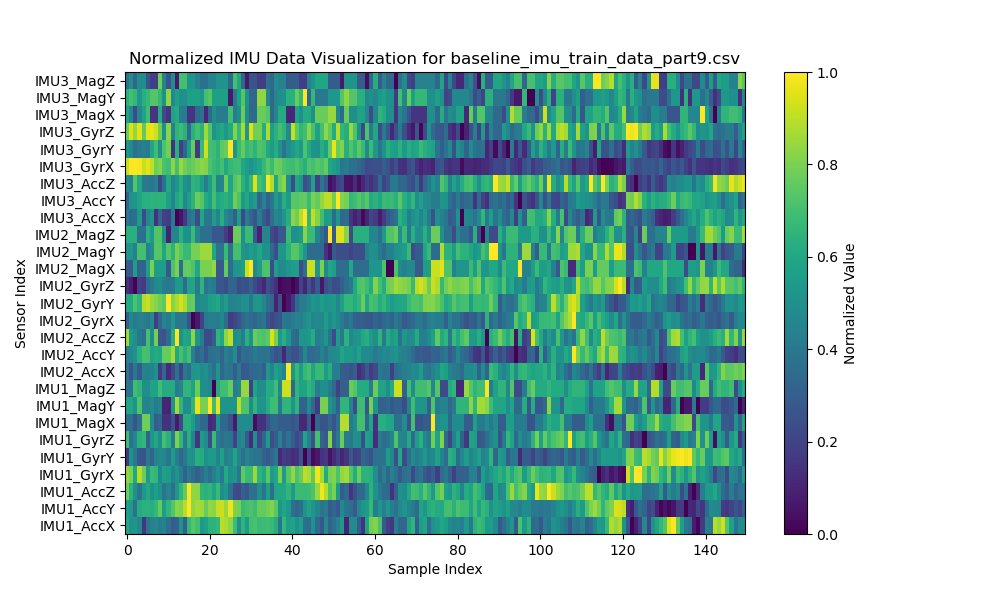 Normalized IMU Data Visualization for baseline_imu_train_data_part9.csv
IMU3_MagZ
IMU3_MagY
IMU3_MagX
IMU3_GyrZ
IMU3_GyrY
IMU3_GyrX
IMU3_AccZ
IMU3_AccY
IMU3_AccX
IMU2_MagZ
IMU2_MagY
IMU2_MagX
IMU2_GyrZ
IMU2_GyrY
IMU2_GyrX
IMU2_AccZ
IMU2_AccY
IMU2_AccX
IMU1_MagZ
IMU1_MagY
IMU1_MagX
IMU1_GyrZ
IMU1_GyrY
IMU1_GyrX
IMU1_AccZ
IMU1_AccY
IMU1_AccX
Sensor Index
0 20 40 60 80 100 120 140
Sample Index
1.0
0.8
0.6
0.4
0.2
0.0
Normalized Value